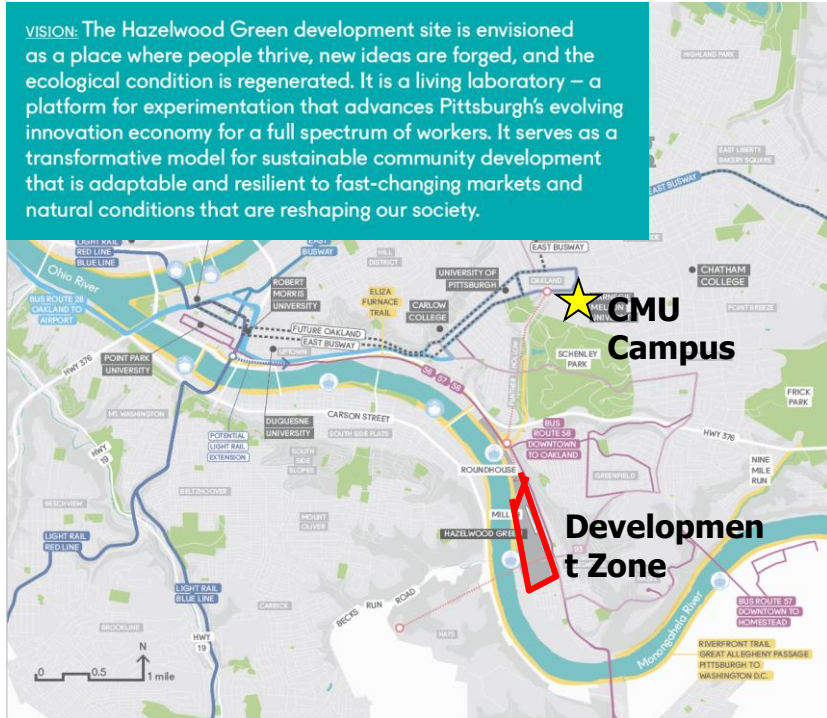 VISION: The Hazelwood Green development site is envisioned
as a place where people thrive, new ideas are forged, and the
ecological condition is regenerated. It is a living laboratory – a
platform for experimentation that advances Pittsburgh's evolving
innovation economy for a full spectrum of workers. It serves as a
transformative model for sustainable community development
that is adaptable and resilient to fast-changing markets and
natural conditions that are reshaping our society.
HIGHLAND PARK
EAST LIBERTY
BAKERY SQUARE
EAST BUSWAY
LIGHT RAIL
RED LINE
BLUE LINE
EAST
BUSWAY
HILL
DISTRICT
EAST BUSWAY
Ohio River
BUS ROUTE 28
OAKLAND TO
AIRPORT
ROBERT
MORRIS
UNIVERSITY
ELIZA
FURNACE
TRAIL
UNIVERSITY OF
PITTSBURGH
OAKLAND
CHATHAM
COLLEGE
CARLOW
COLLEGE
CMU
Campus
POINT BREEZE
FUTURE OAKLAND
EAST BUSWAY
UPTOWN
POINT PARK
UNIVERSITY
HWY 376
56, 57, 58
PANTHER HOLLOW
SCHENLEY
PARK
FRICK
PARK
MT. WASHINGTON
CARSON STREET
DUQUESNE
UNIVERSITY
SOUTH SIDE FLATS
POTENTIAL
LIGHT RAIL
EXTENSION
SOUTH
SIDE
SLOPES
BUS
ROUTE 58
DOWNTOWN
TO OAKLAND
HWY 376
NINE
MILE
RUN
HWY
19
ROUNDHOUSE
GREENFIELD
BEECHVIEW
BELTZHOOVER
MOUNT
OLIVER
MILL 19
HAZELWOOD GREEN
Developmen
t Zone
93
LIGHT RAIL
RED LINE
LIGHT RAIL
BLUE LINE
CARRICK
BECKS RUN ROAD
HAYS
BUS ROUTE 57
DOWNTOWN TO
HOMESTEAD
Monongahela River
BROOKLINE
HWY
19
RIVERFRONT TRAIL
GREAT ALLEGHENY PASSAGE
PITTSBURGH TO
WASHINGTON D.C.
N
0 0.5 1 mile